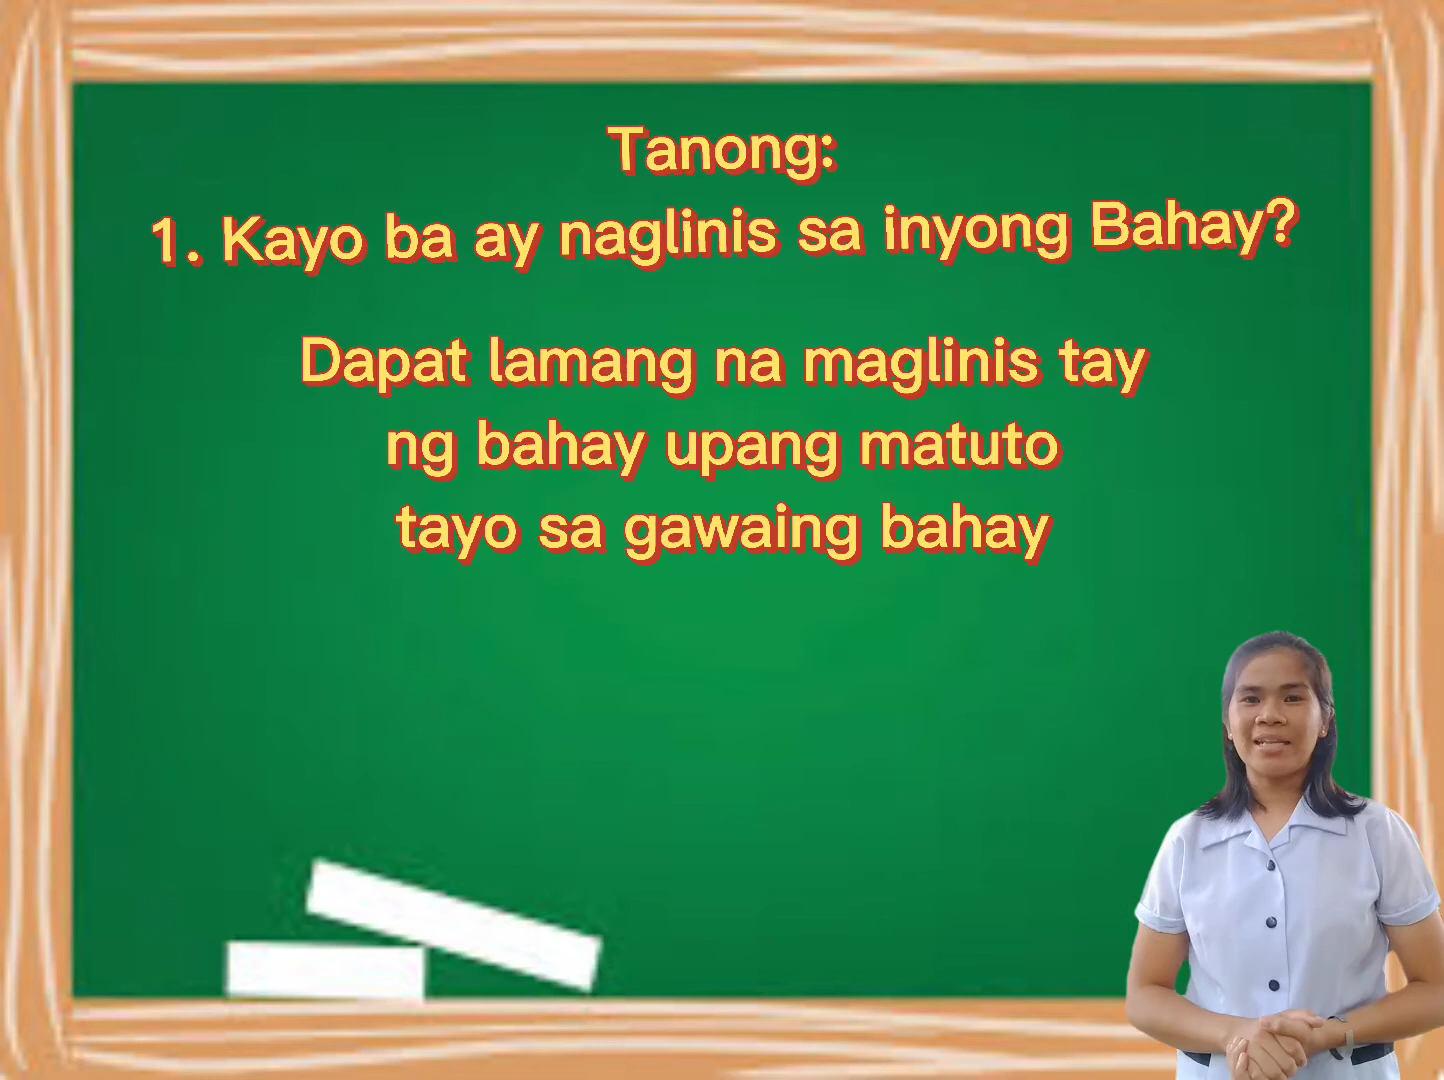 Tanong:
1. Kayo ba ay naglinis sa inyong Bahay?
Dapat lamang na maglinis tay
ng bahay upang matuto
tayo sa gawaing bahay